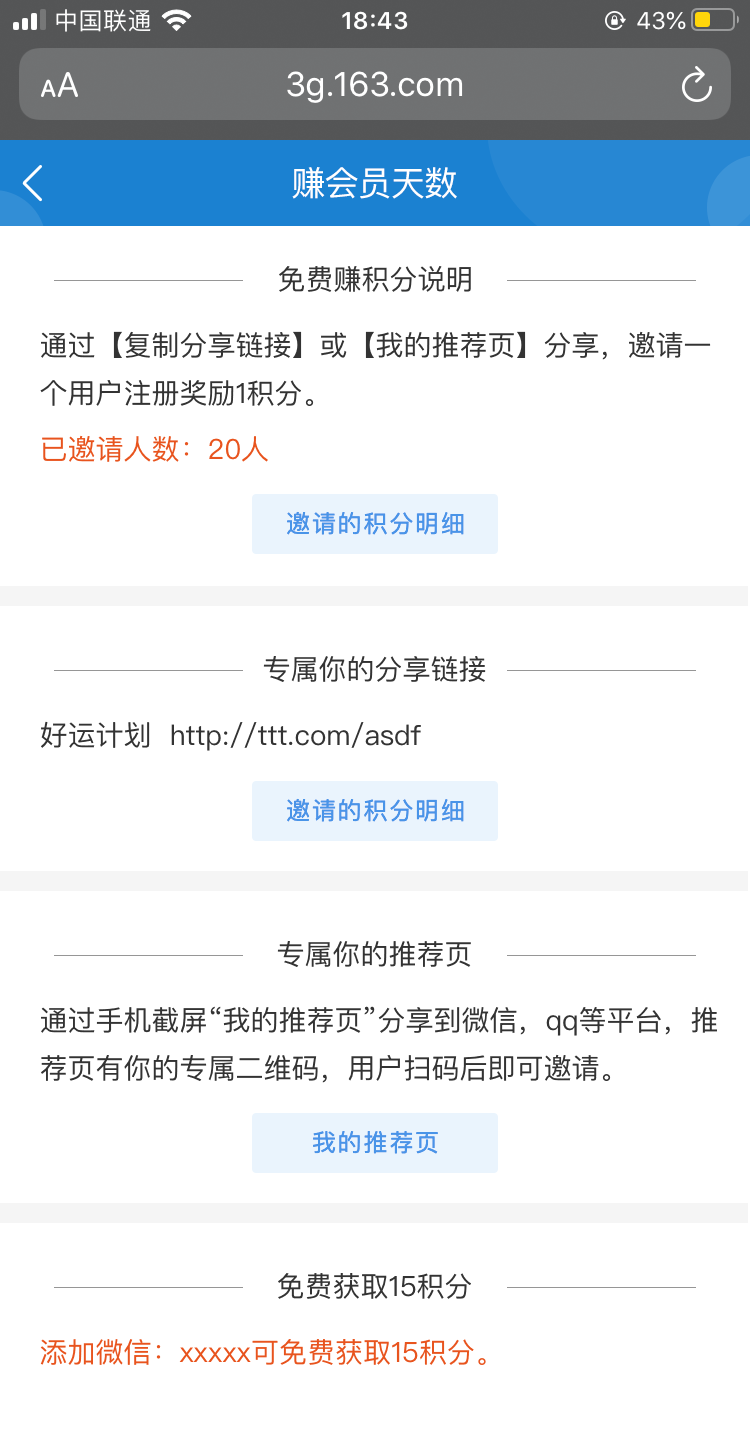 中国联通 18:43 43%
AA 3g.163.com
赚会员天数
免费赚积分说明
通过【复制分享链接】或【我的推荐页】分享，邀请一
个用户注册奖励1积分。
已邀请人数：20人
邀请的积分明细
专属你的分享链接
好运计划 http://ttt.com/asdf
邀请的积分明细
专属你的推荐页
通过手机截屏“我的推荐页”分享到微信，qq等平台，推
荐页有你的专属二维码，用户扫码后即可邀请。
我的推荐页
免费获取15积分
添加微信：xxxxx可免费获取15积分。